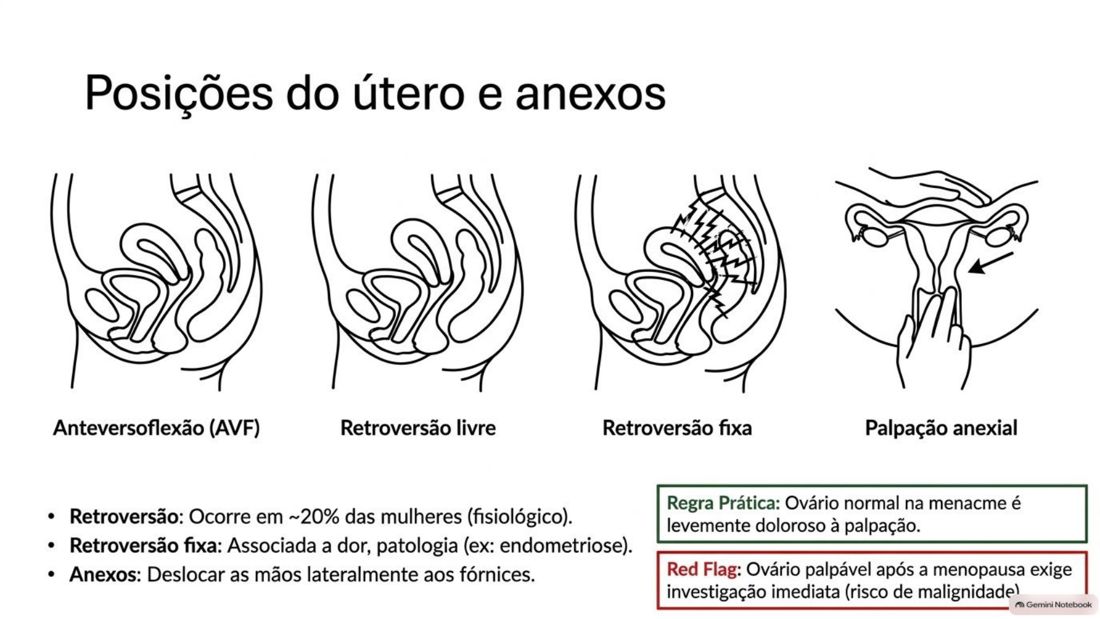 Posições do útero e anexos
Anteversoflexão (AVF)
Retroversão livre
Retroversão fixa
Palpação anexial
• Retroversão: Ocorre em ~20% das mulheres (fisiológico).
• Retroversão fixa: Associada a dor, patologia (ex: endometriose).
• Anexos: Deslocar as mãos lateralmente aos fórnices.
Regra Prática: Ovário normal na menacme é
levemente doloroso à palpação.
Red Flag: Ovário palpável após a menopausa exige
investigação imediata (risco de malignidade)
Gemini Notebook